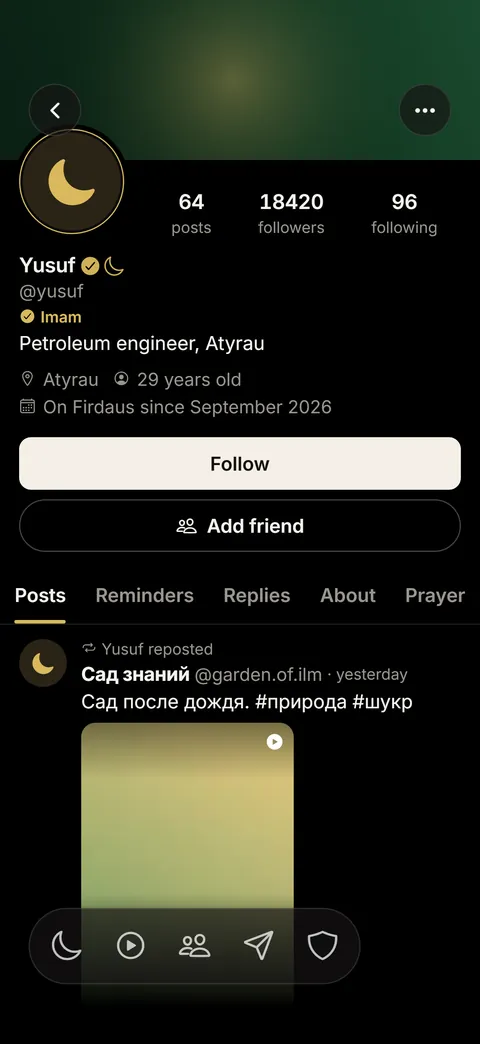 64
posts
18420
followers
96
following
Yusuf
@yusuf
Imam
Petroleum engineer, Atyrau
Atyrau 29 years old
On Firdaus since September 2026
Follow
Add friend
Posts Reminders Replies About Prayer
Yusuf reposted
Сад знаний @garden.of.ilm · yesterday
Сад после дождя. #природа #шукр